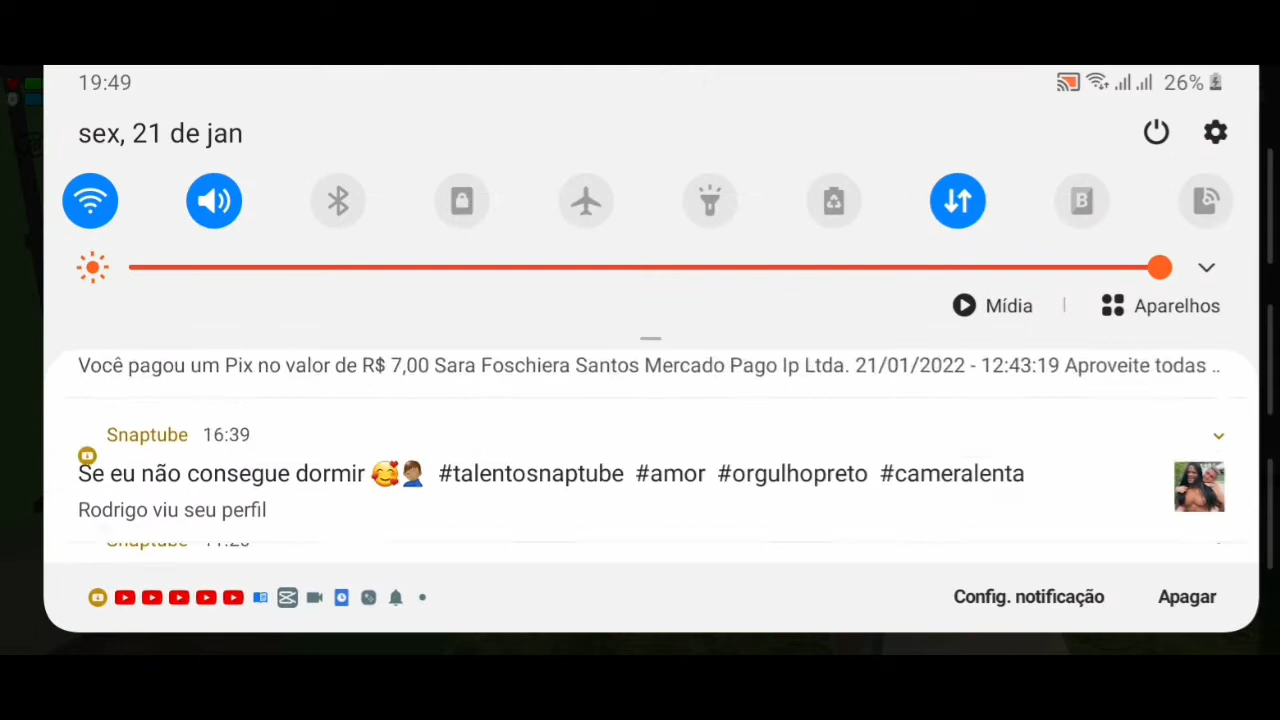 19:49
26%
sex, 21 de jan
Mídia
Aparelhos
Você pagou um Pix no valor de R$ 7,00 Sara Foschiera Santos Mercado Pago Ip Ltda. 21/01/2022 - 12:43:19 Aproveite todas ..
Snaptube 16:39
Se eu não consegue dormir 🥰🤦🏽‍♂️ #talentosnaptube #amor #orgulhopreto #cameralenta
Rodrigo viu seu perfil
Snaptube
Config. notificação
Apagar